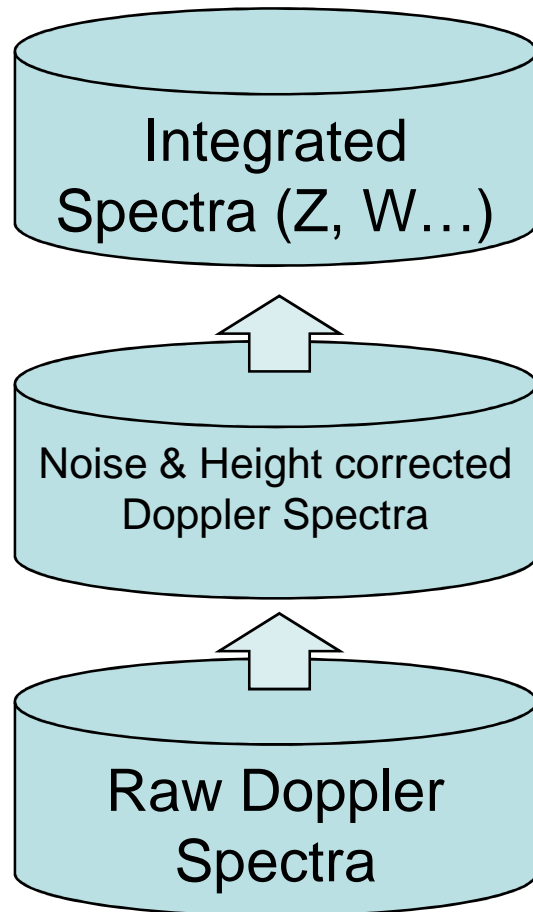 Integrated
Spectra (Z, W…)
Noise & Height corrected
Doppler Spectra
Raw Doppler
Spectra